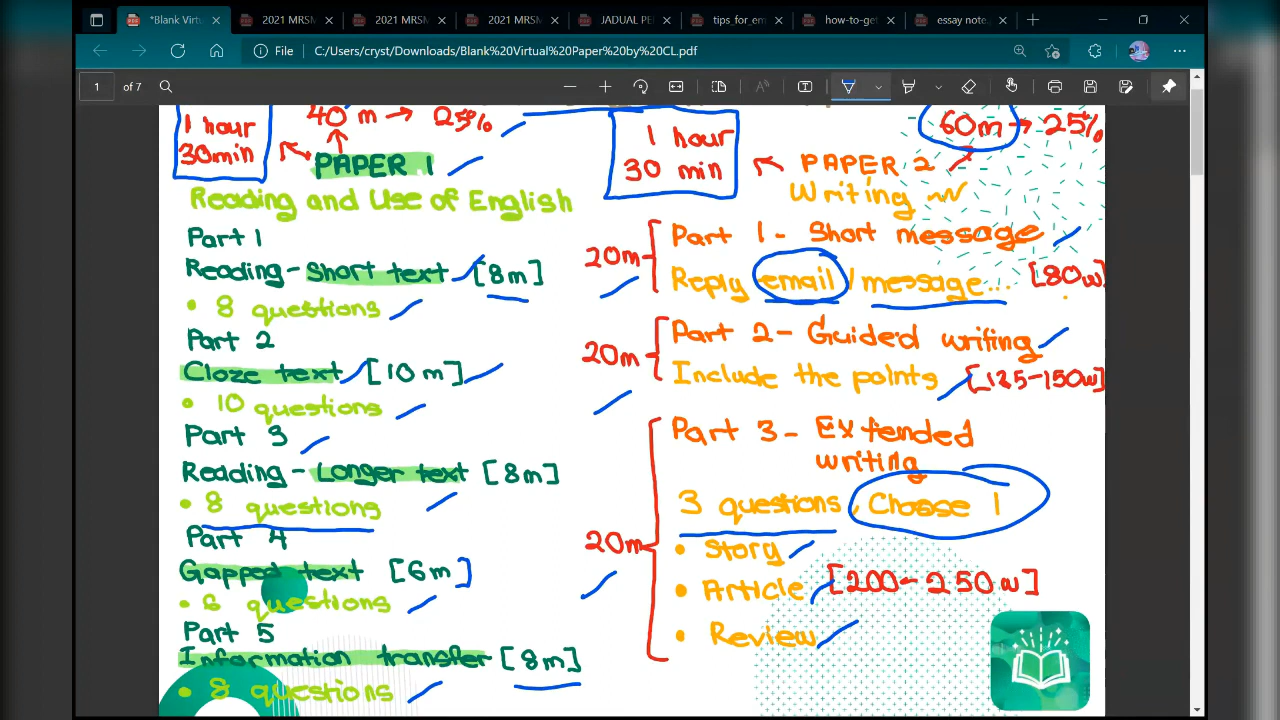 *Blank Virtu
2021 MRSM
2021 MRSM
2021 MRSM
JADUAL PE
tips_for_em
how-to-get
essay note
File
C:/Users/cryst/Downloads/Blank%20Virtual%20Paper%20by%20CL.pdf
1 of 7
1 hour
30min
40 m → 25%
PAPER 1
Reading and Use of English
Part 1
Reading - Short text [8m]
• 8 questions
Part 2
Cloze text [10 m]
• 10 questions
Part 3
Reading - Longer text [8m]
• 8 questions
Part 4
Gapped text [6m]
• 6 questions
Part 5
Information transfer [8m]
• 8 questions
1 hour
30 min
60m → 25%
PAPER 2
Writing
20m
Part 1 - Short message
Reply email / message... [80w]
20m
Part 2 - Guided writing
Include the points [125-150w]
20m
Part 3 - Extended
writing
3 questions, Choose 1
• Story
• Article [200 - 250 w]
• Review